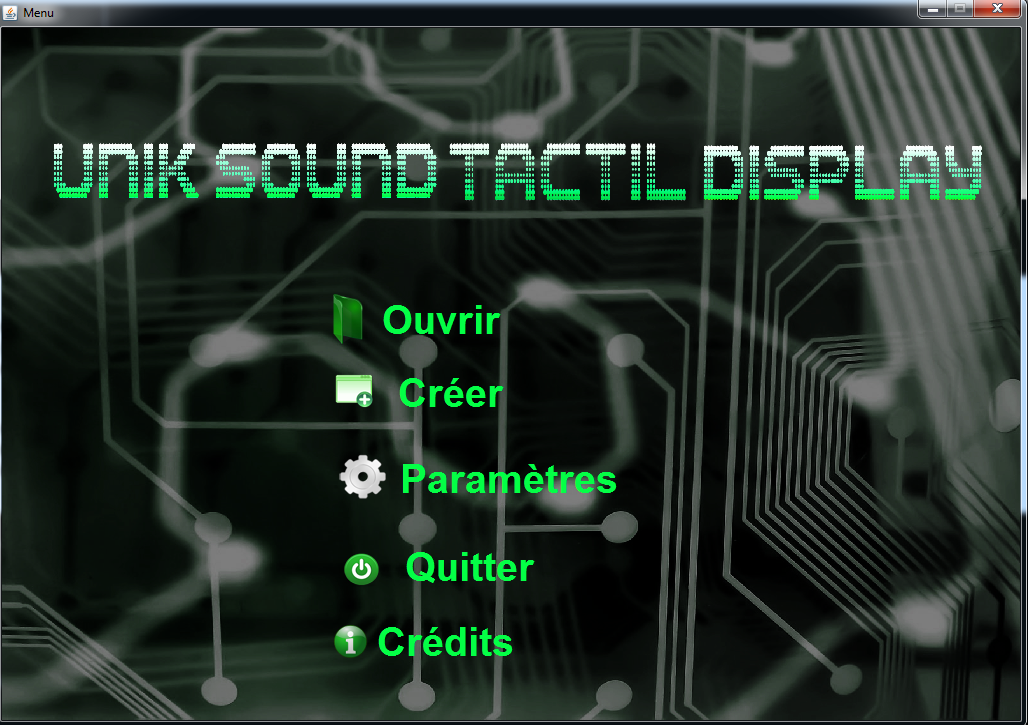 Menu
UNIK SOUND TACTIL DISPLAY
Ouvrir
Créer
Paramètres
Quitter
Crédits